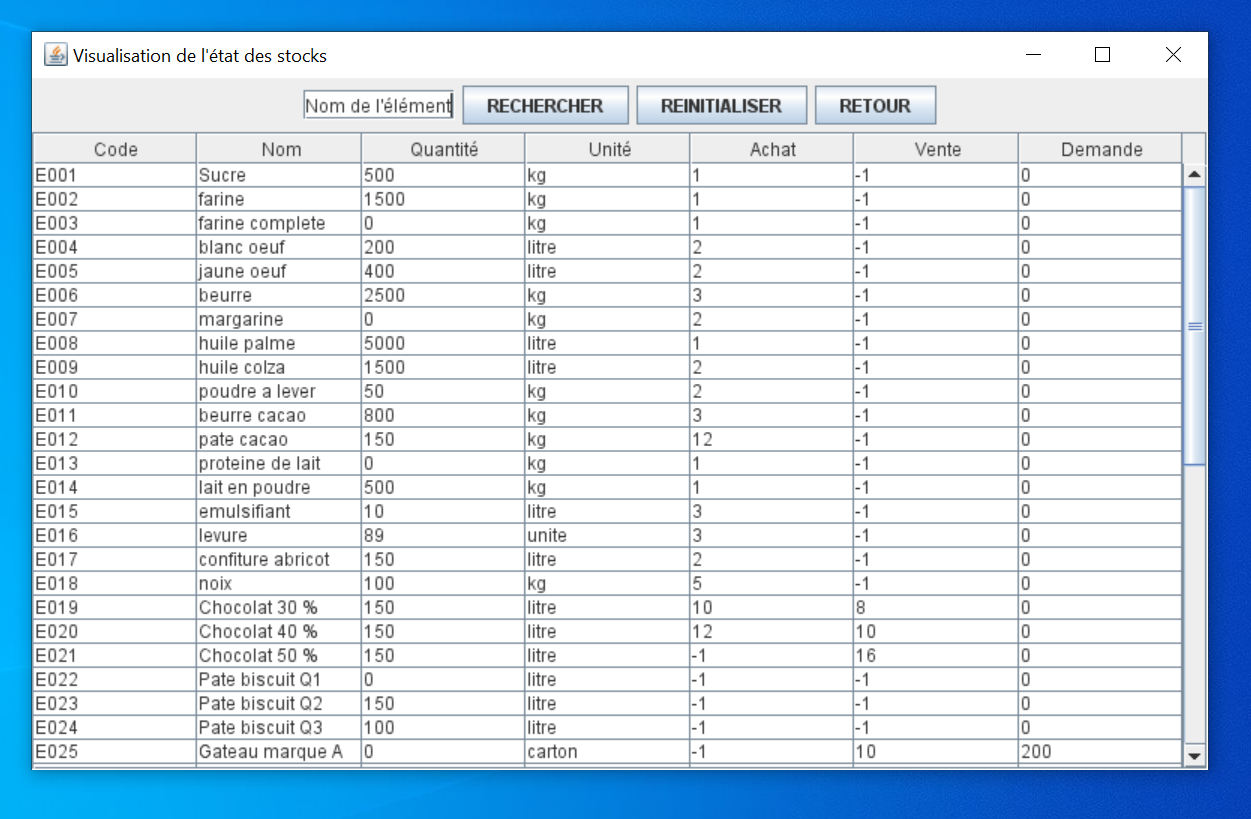 Visualisation de l'état des stocks
Nom de l'élément RECHERCHER REINITIALISER RETOUR
Code Nom Quantité Unité Achat Vente Demande
E001 Sucre 500 kg 1 -1 0
E002 farine 1500 kg 1 -1 0
E003 farine complete 0 kg 1 -1 0
E004 blanc oeuf 200 litre 2 -1 0
E005 jaune oeuf 400 litre 2 -1 0
E006 beurre 2500 kg 3 -1 0
E007 margarine 0 kg 2 -1 0
E008 huile palme 5000 litre 1 -1 0
E009 huile colza 1500 litre 2 -1 0
E010 poudre a lever 50 kg 2 -1 0
E011 beurre cacao 800 kg 3 -1 0
E012 pate cacao 150 kg 12 -1 0
E013 proteine de lait 0 kg 1 -1 0
E014 lait en poudre 500 kg 1 -1 0
E015 emulsifiant 10 litre 3 -1 0
E016 levure 89 unite 3 -1 0
E017 confiture abricot 150 litre 2 -1 0
E018 noix 100 kg 5 -1 0
E019 Chocolat 30 % 150 litre 10 8 0
E020 Chocolat 40 % 150 litre 12 10 0
E021 Chocolat 50 % 150 litre -1 16 0
E022 Pate biscuit Q1 0 litre -1 -1 0
E023 Pate biscuit Q2 150 litre -1 -1 0
E024 Pate biscuit Q3 100 litre -1 -1 0
E025 Gateau marque A 0 carton -1 10 200